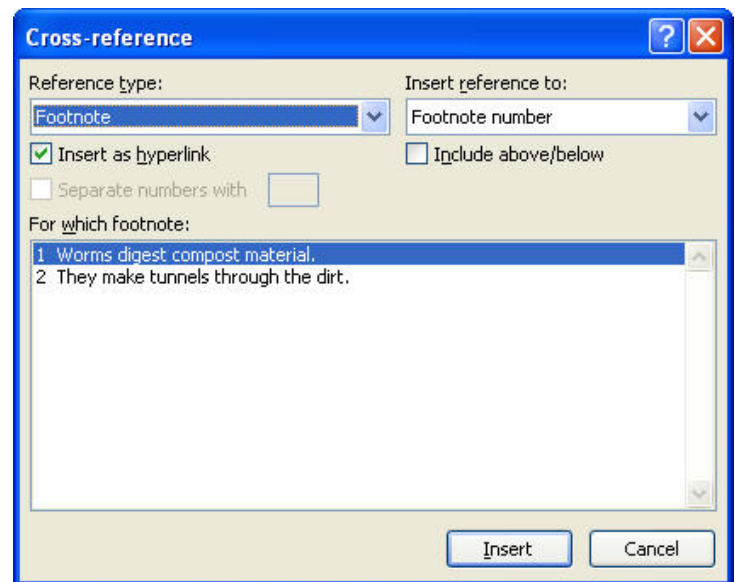 Cross-reference
Reference type: Insert reference to:
Footnote Footnote number
Insert as hyperlink Include above/below
Separate numbers with
For which footnote:
1 Worms digest compost material.
2 They make tunnels through the dirt.
Insert Cancel